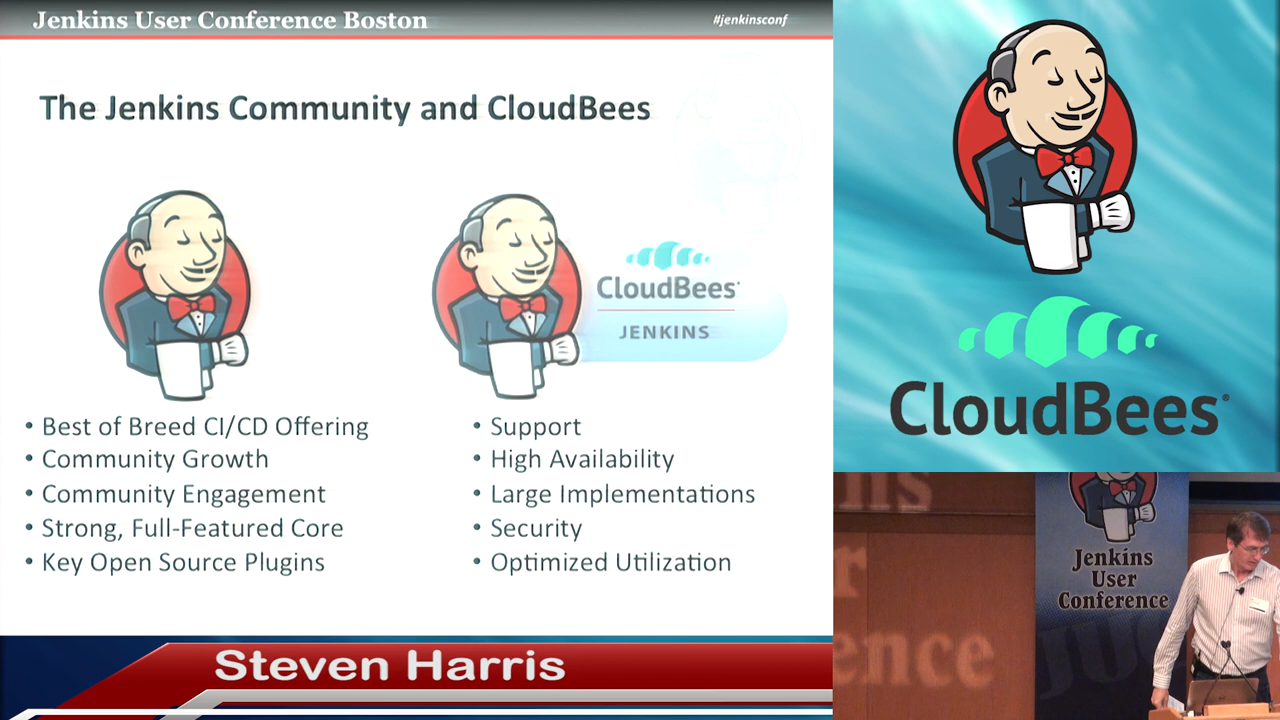 Jenkins User Conference Boston
#jenkinsconf
The Jenkins Community and CloudBees
CloudBees
JENKINS
• Best of Breed CI/CD Offering
• Community Growth
• Community Engagement
• Strong, Full-Featured Core
• Key Open Source Plugins
• Support
• High Availability
• Large Implementations
• Security
• Optimized Utilization
Steven Harris
CloudBees®
Jenkins
User
Conference
ence